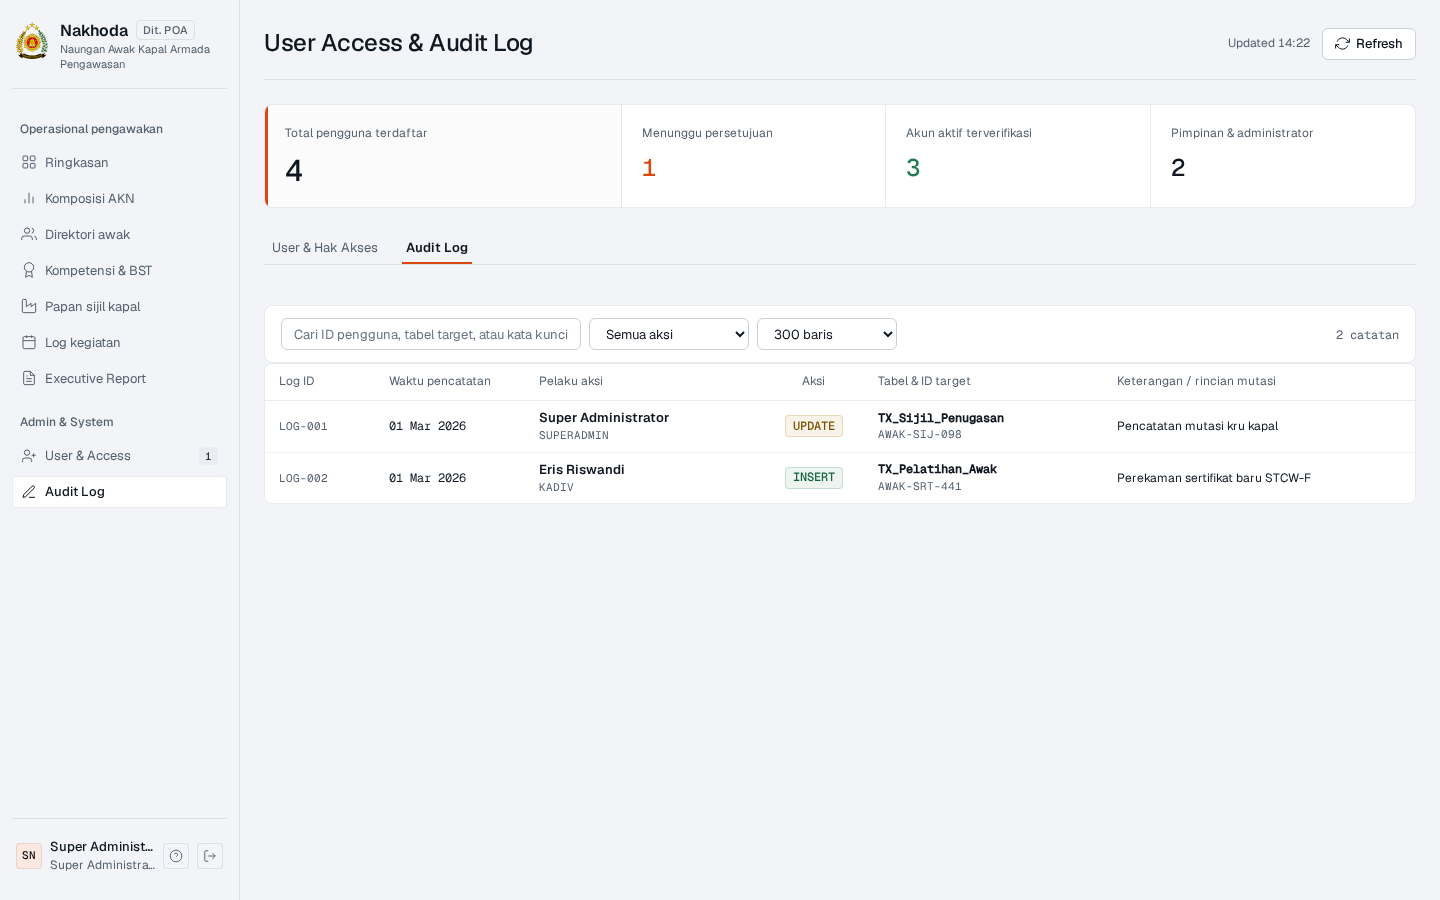 Nakhoda Dit. POA
Naungan Awak Kapal Armada
Pengawasan
Operasional pengawakan
Ringkasan
Komposisi AKN
Direktori awak
Kompetensi & BST
Papan sijil kapal
Log kegiatan
Executive Report
Admin & System
User & Access 1
Audit Log
SN
Super Administ...
Super Administra...
User Access & Audit Log
Updated 14:22 Refresh
Total pengguna terdaftar
4
Menunggu persetujuan
1
Akun aktif terverifikasi
3
Pimpinan & administrator
2
User & Hak Akses Audit Log
Cari ID pengguna, tabel target, atau kata kunci Semua aksi 300 baris 2 catatan
Log ID Waktu pencatatan Pelaku aksi Aksi Tabel & ID target Keterangan / rincian mutasi
LOG-001 01 Mar 2026 Super Administrator UPDATE TX_Sijil_Penugasan Pencatatan mutasi kru kapal
SUPERADMIN AWAK-SIJ-098
LOG-002 01 Mar 2026 Eris Riswandi INSERT TX_Pelatihan_Awak Perekaman sertifikat baru STCW-F
KADIV AWAK-SRT-441